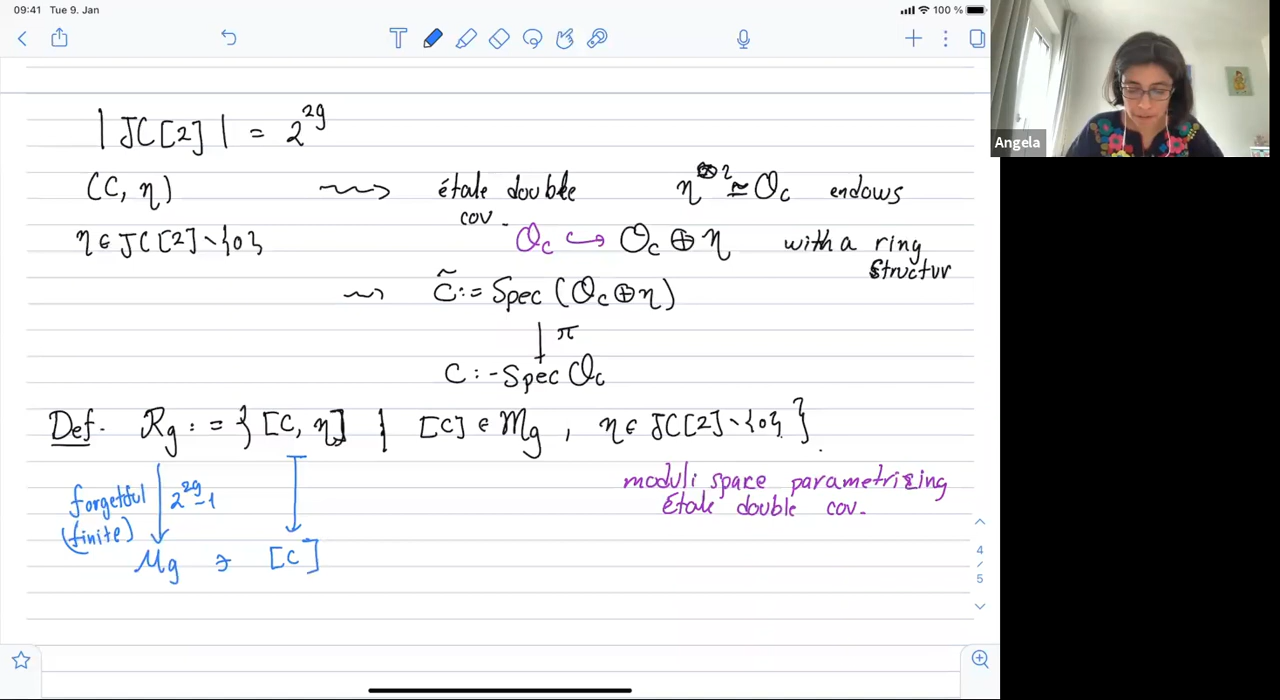 09:41 Tue 9. Jan
100 %
Angela
| JC[2] | = 2^{2g}
(C, η) ⇝ étale double cov. η^{⊗2} ≃ O_C endows
η ∈ JC[2] \ {0} O_C ↪ O_C ⊕ η with a ring structur
⇝ C̃ := Spec (O_C ⊕ η)
↓ π
C := Spec O_C
Def. R_g := { [C, η] | [C] ∈ M_g , η ∈ JC[2] \ {0} }.
moduli space parametrizing
étale double cov.
forgetful (finite) ↓ 2^{2g}-1
M_g ∋ [C]
4
/
5